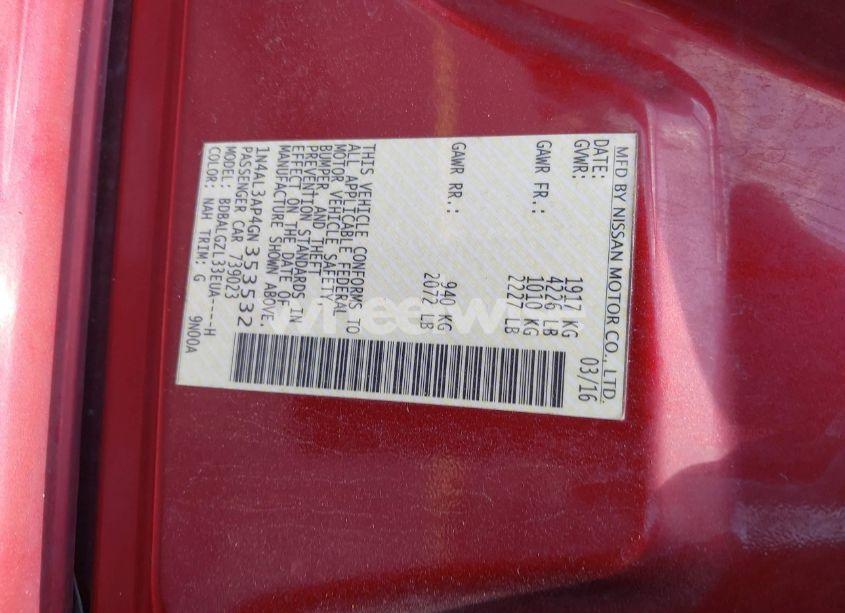 MFD BY NISSAN MOTOR CO., LTD.
DATE: 03/16
GVWR: 1917 KG
4226 LB
GAWR FR.: 1010 KG
2227 LB
GAWR RR.: 940 KG
2072 LB
THIS VEHICLE CONFORMS TO
ALL APPLICABLE FEDERAL
MOTOR VEHICLE SAFETY,
BUMPER, AND THEFT
PREVENTION STANDARDS IN
EFFECT ON THE DATE OF
MANUFACTURE SHOWN ABOVE.
1N4AL3AP4GN353532
PASSENGER CAR 739023
MODEL: BDBALGZL33EUA----H
COLOR: NAH TRIM: G 9N00A